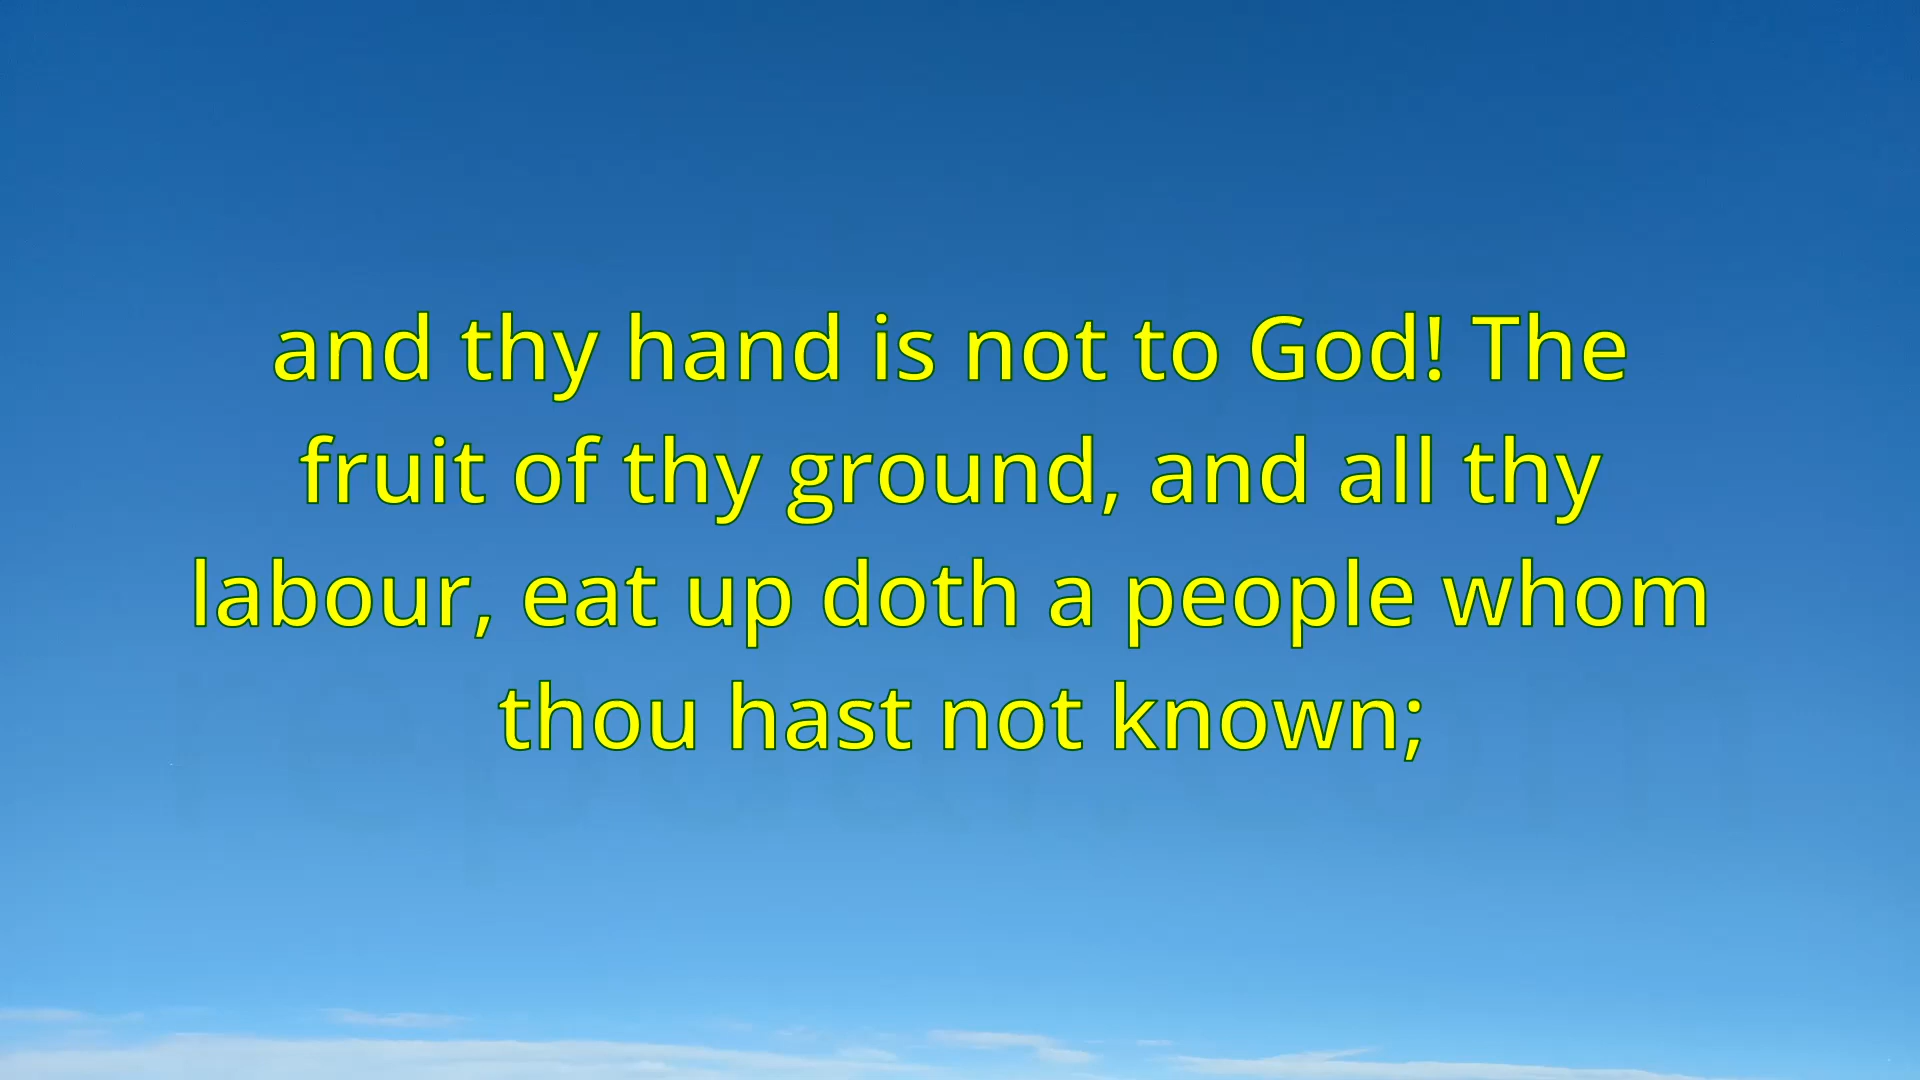 and thy hand is not to God! The
fruit of thy ground, and all thy
labour, eat up doth a people whom
thou hast not known;